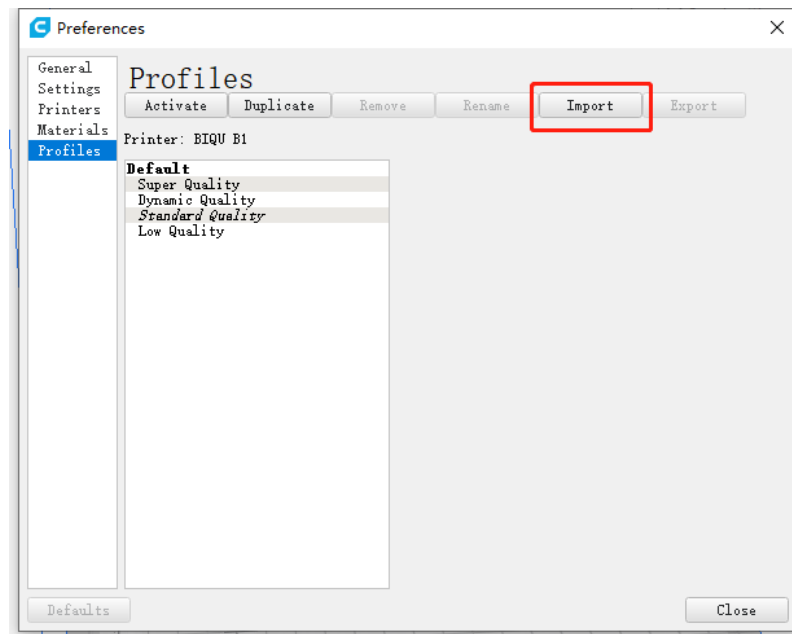 Preferences
General
Settings
Printers
Materials
Profiles
Profiles
Activate Duplicate Remove Rename Import Export
Printer: BIQU B1
Default
Super Quality
Dynamic Quality
Standard Quality
Low Quality
Defaults
Close